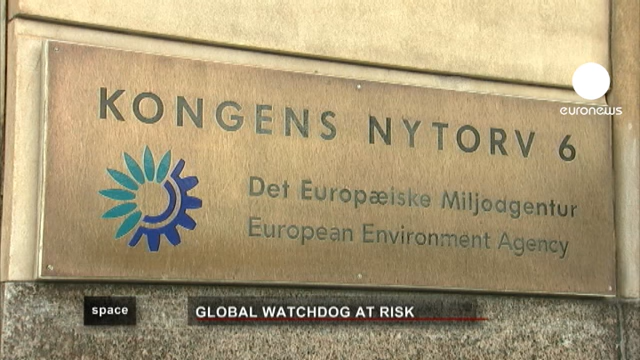 euronews
KONGENS NYTORV 6
Det Europæiske Miljødgentur
European Environment Agency
space
GLOBAL WATCHDOG AT RISK